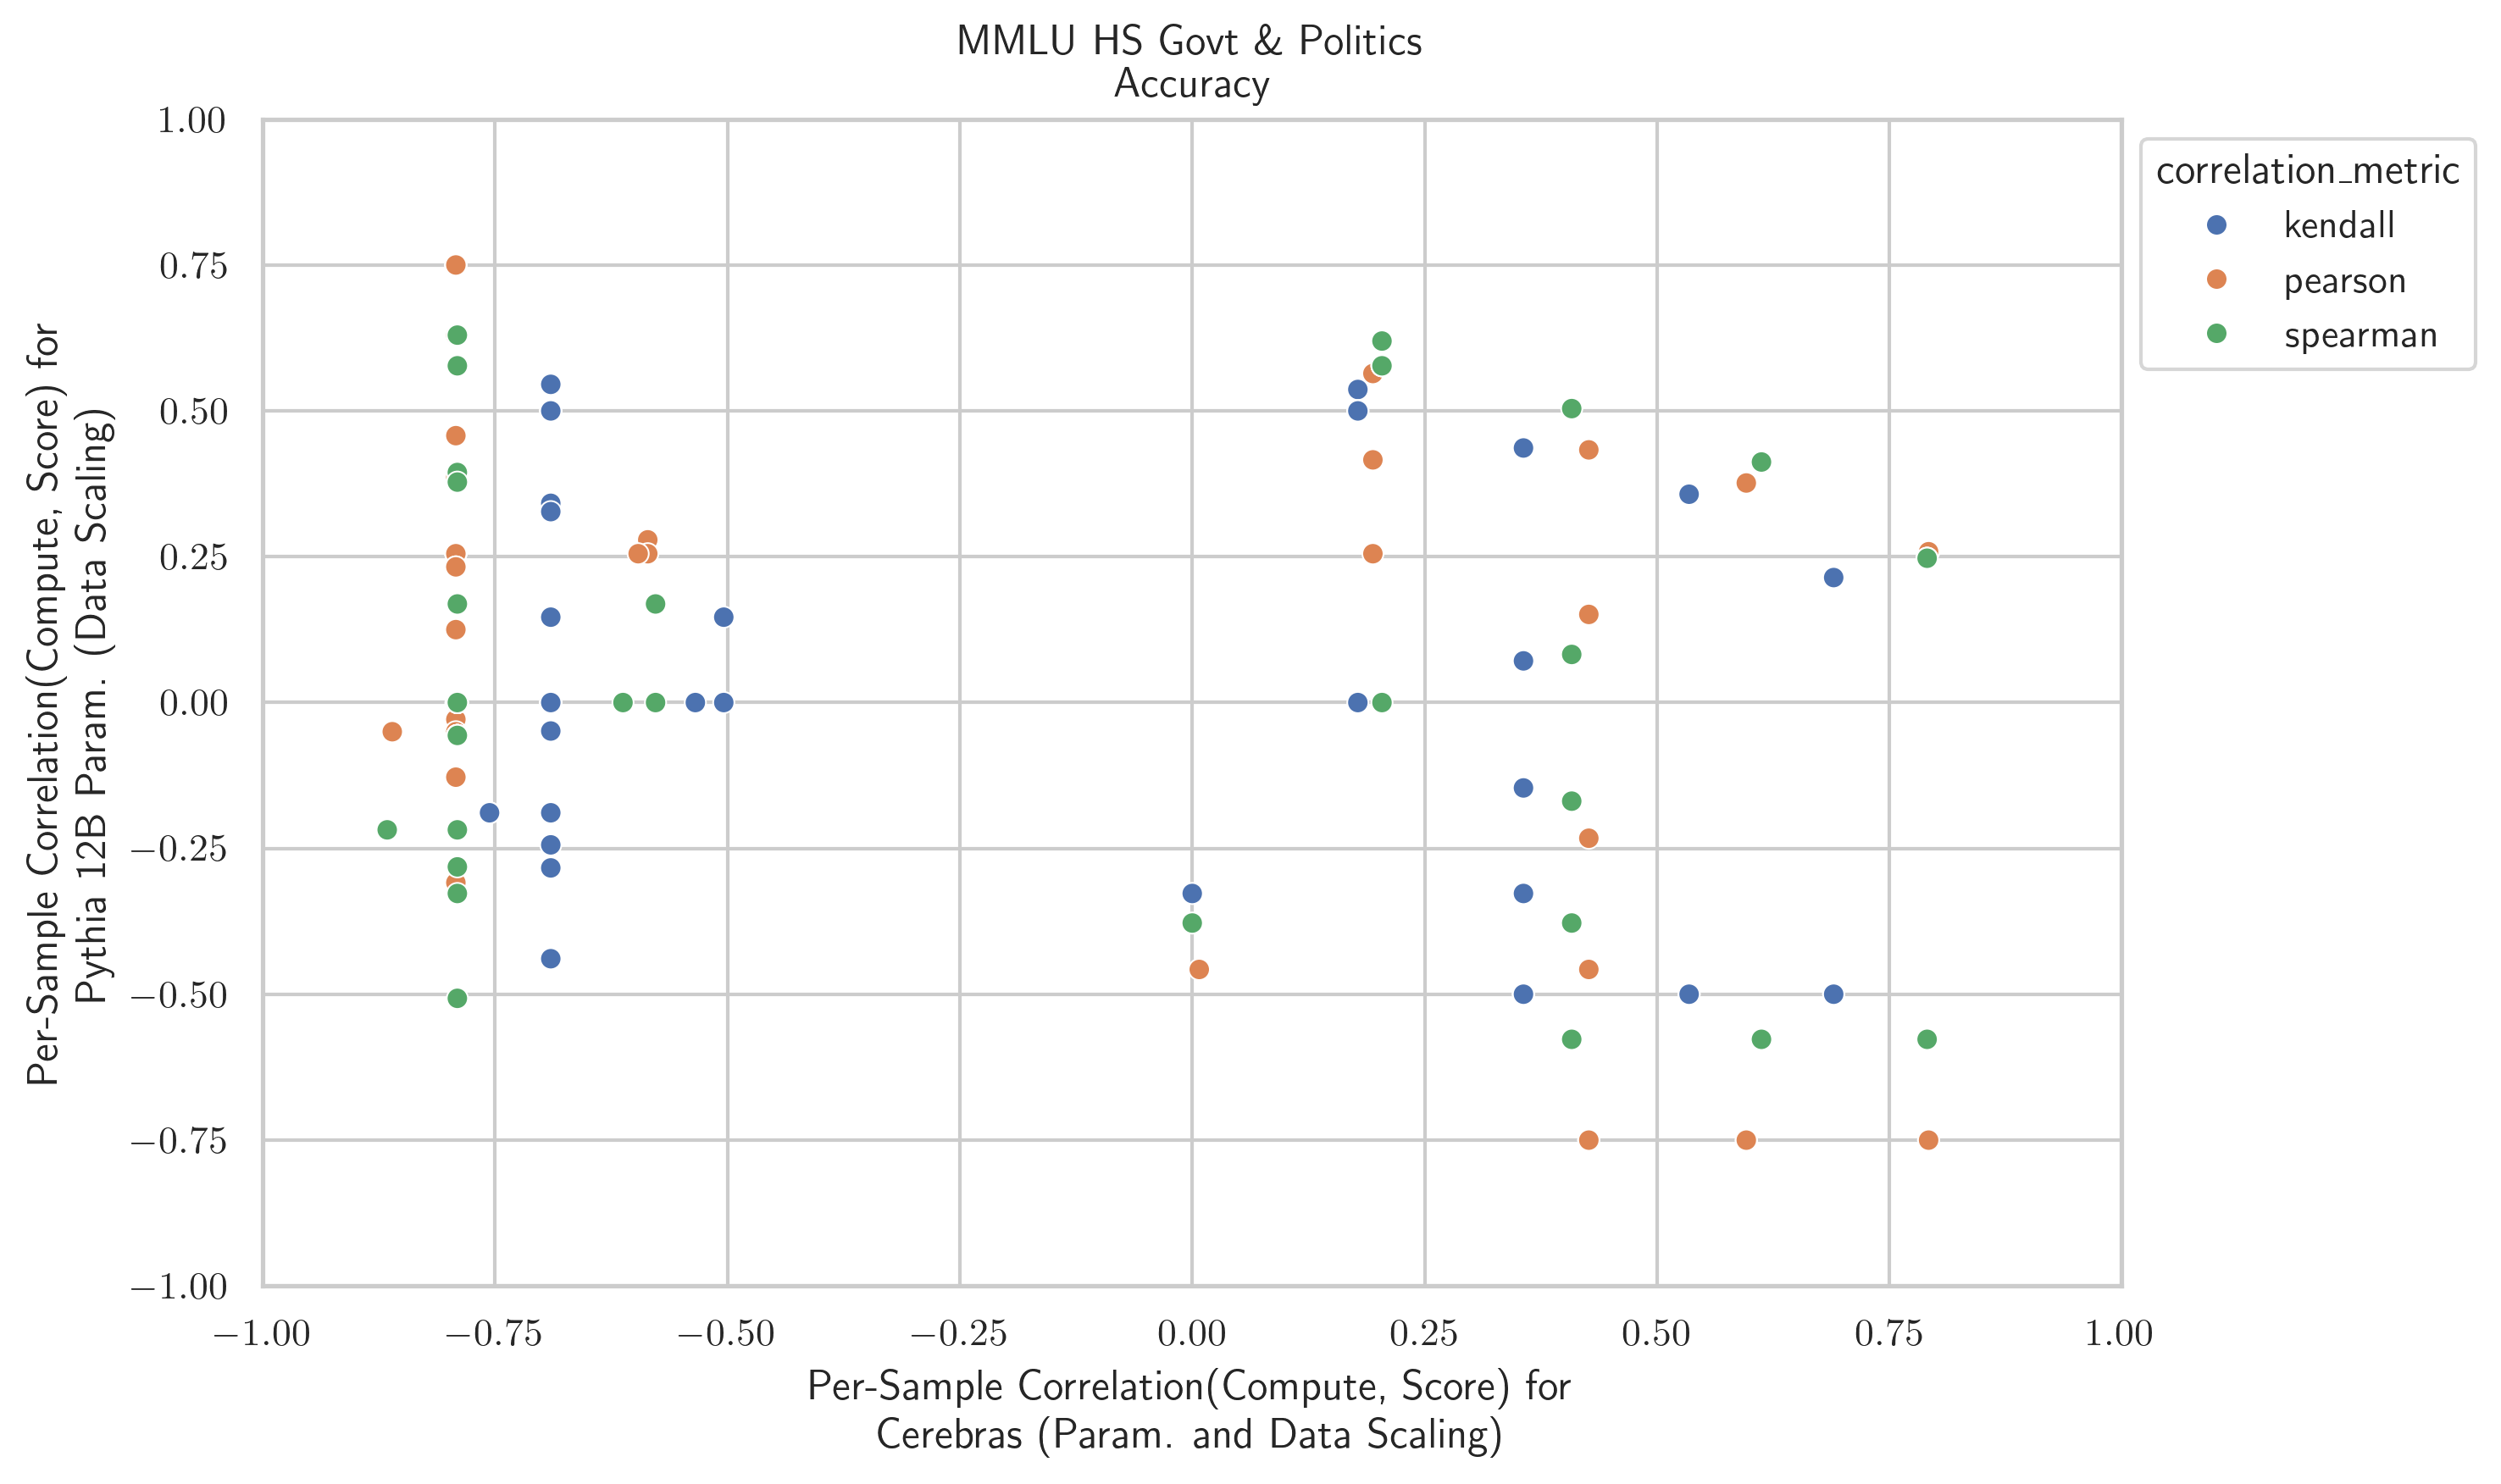 MMLU HS Govt & Politics
Accuracy
1.00
0.75
0.50
0.25
0.00
−0.25
−0.50
−0.75
−1.00
Per-Sample Correlation(Compute, Score) for
Pythia 12B Param. (Data Scaling)
−1.00 −0.75 −0.50 −0.25 0.00 0.25 0.50 0.75 1.00
Per-Sample Correlation(Compute, Score) for
Cerebras (Param. and Data Scaling)
correlation_metric
kendall
pearson
spearman